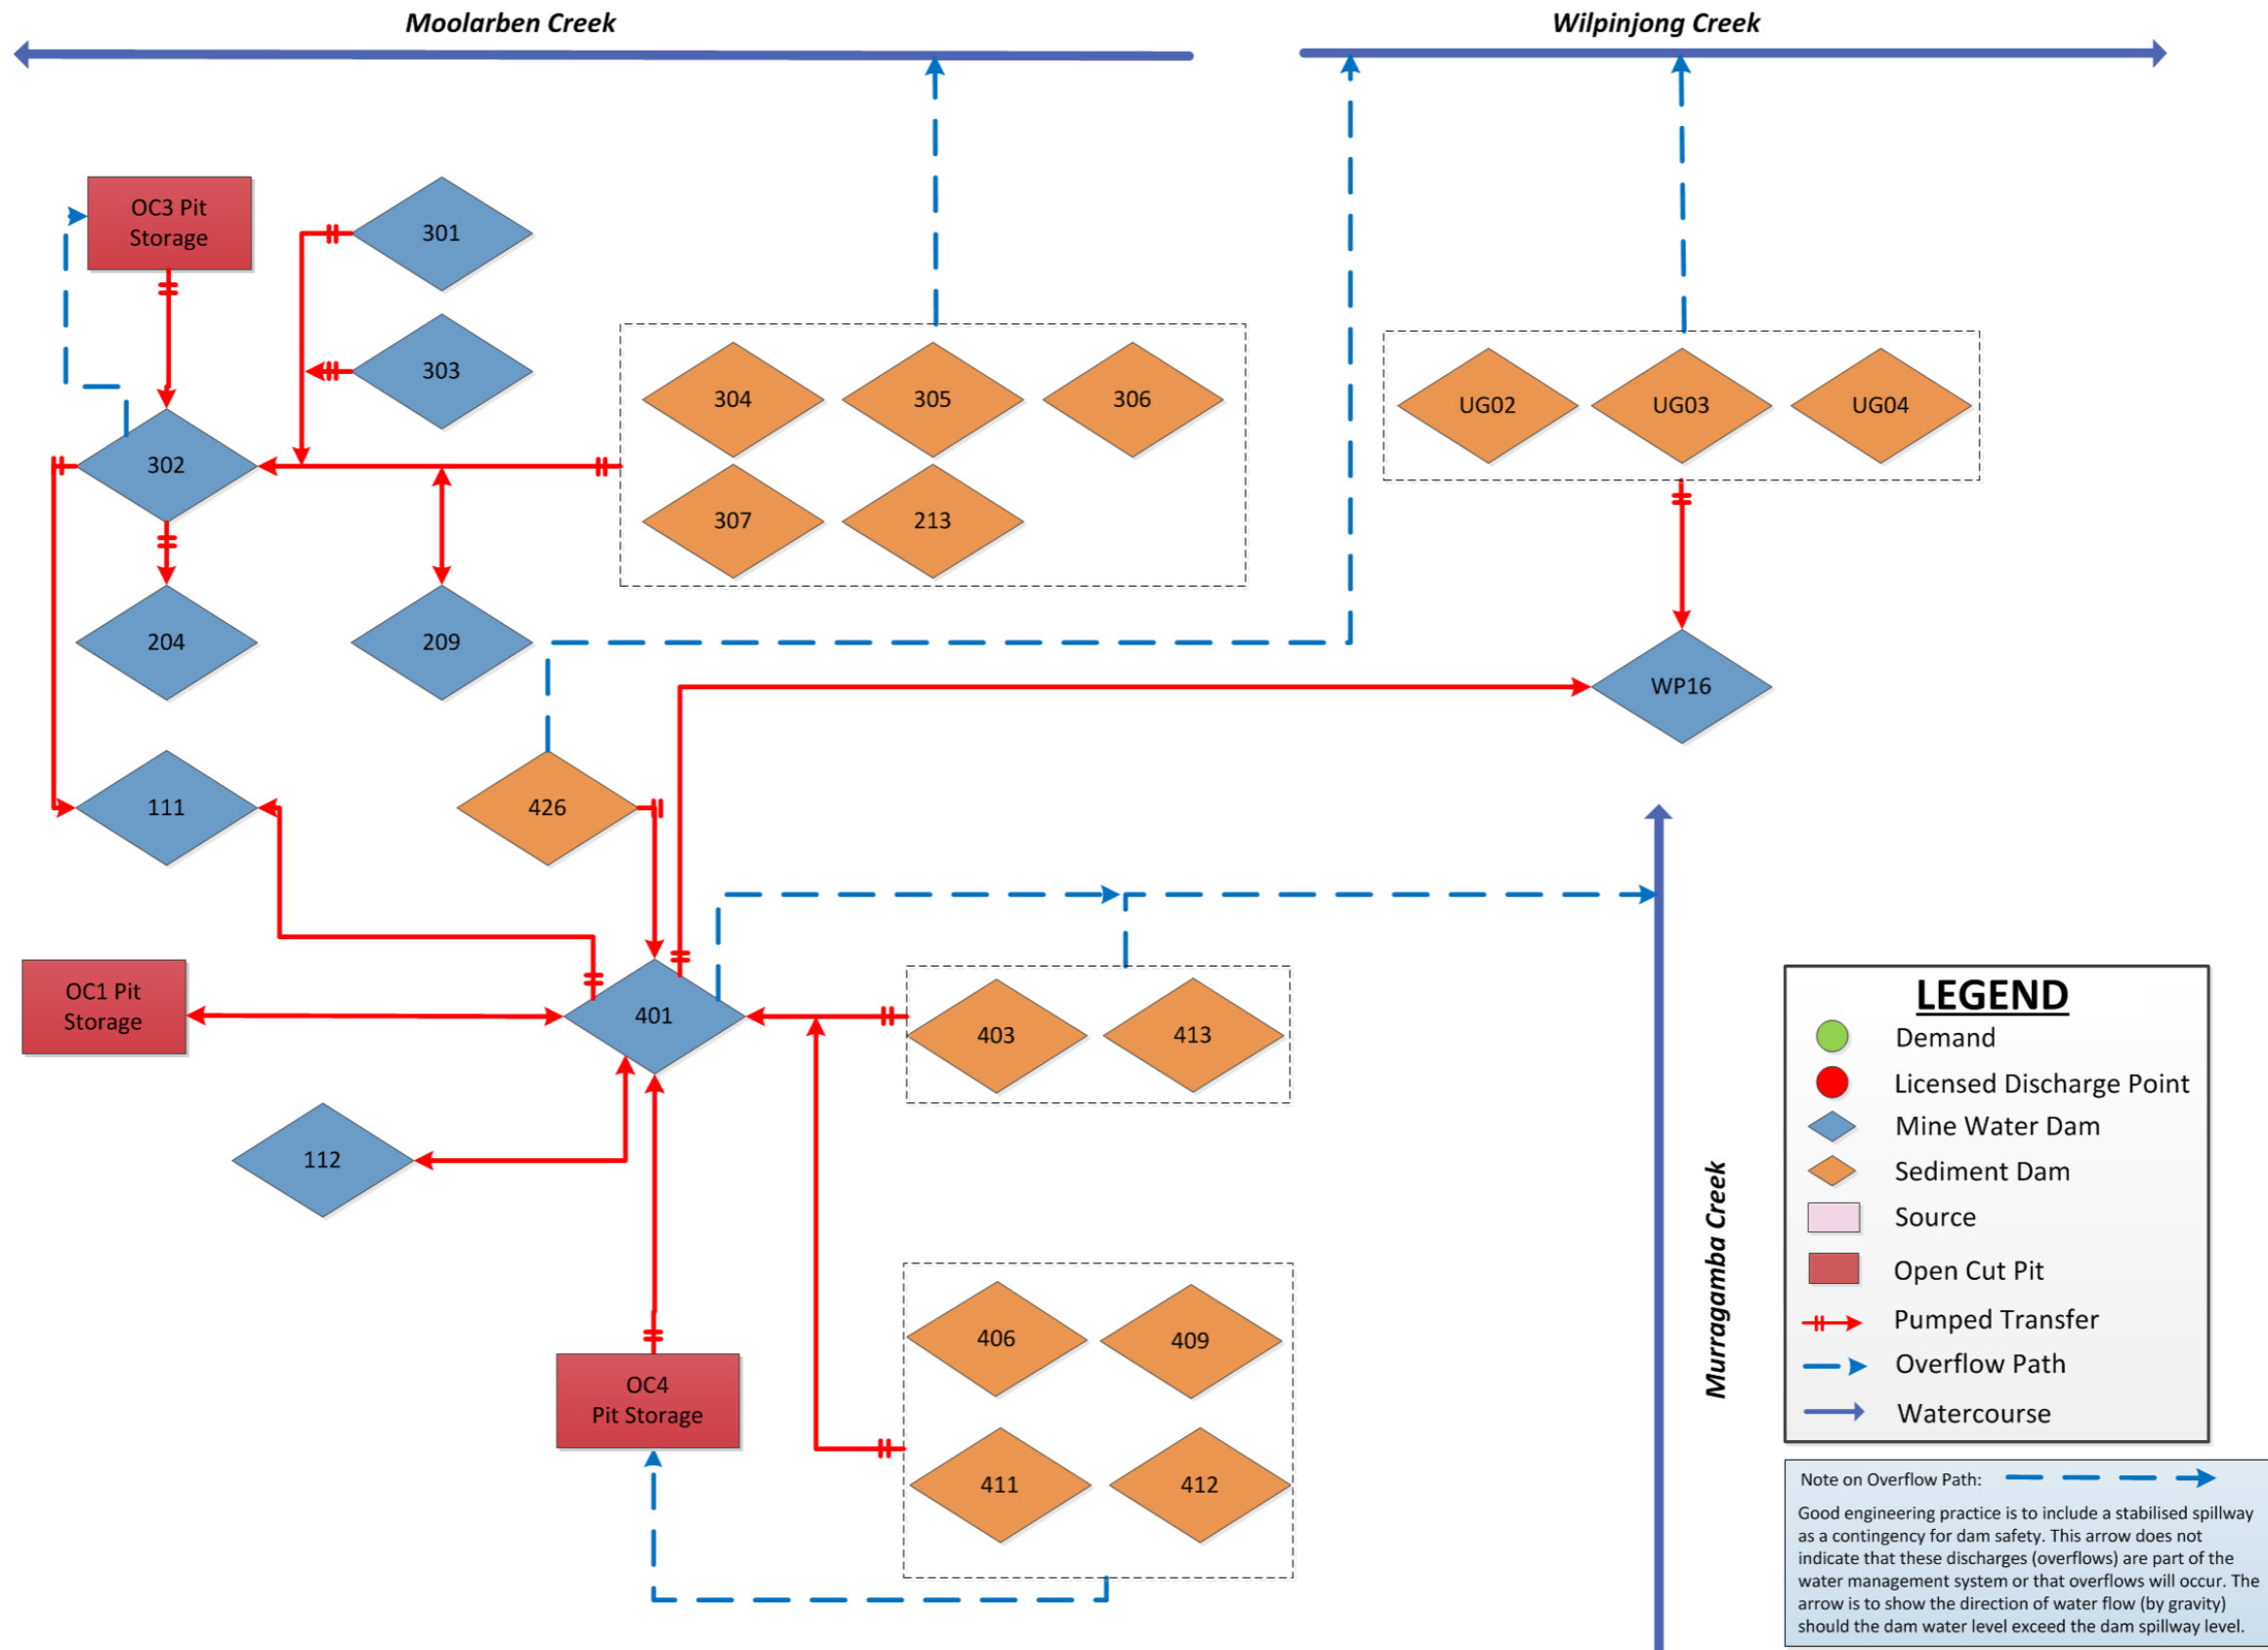 Moolarben Creek
Wilpinjong Creek
OC3 Pit
Storage
301
303
304
305
306
UG02
UG03
UG04
302
307
213
204
209
WP16
111
426
OC1 Pit
Storage
401
403
413
112
Murragamba Creek
406
409
OC4
Pit Storage
411
412
LEGEND
Demand
Licensed Discharge Point
Mine Water Dam
Sediment Dam
Source
Open Cut Pit
Pumped Transfer
Overflow Path
Watercourse
Note on Overflow Path:
Good engineering practice is to include a stabilised spillway
as a contingency for dam safety. This arrow does not
indicate that these discharges (overflows) are part of the
water management system or that overflows will occur. The
arrow is to show the direction of water flow (by gravity)
should the dam water level exceed the dam spillway level.